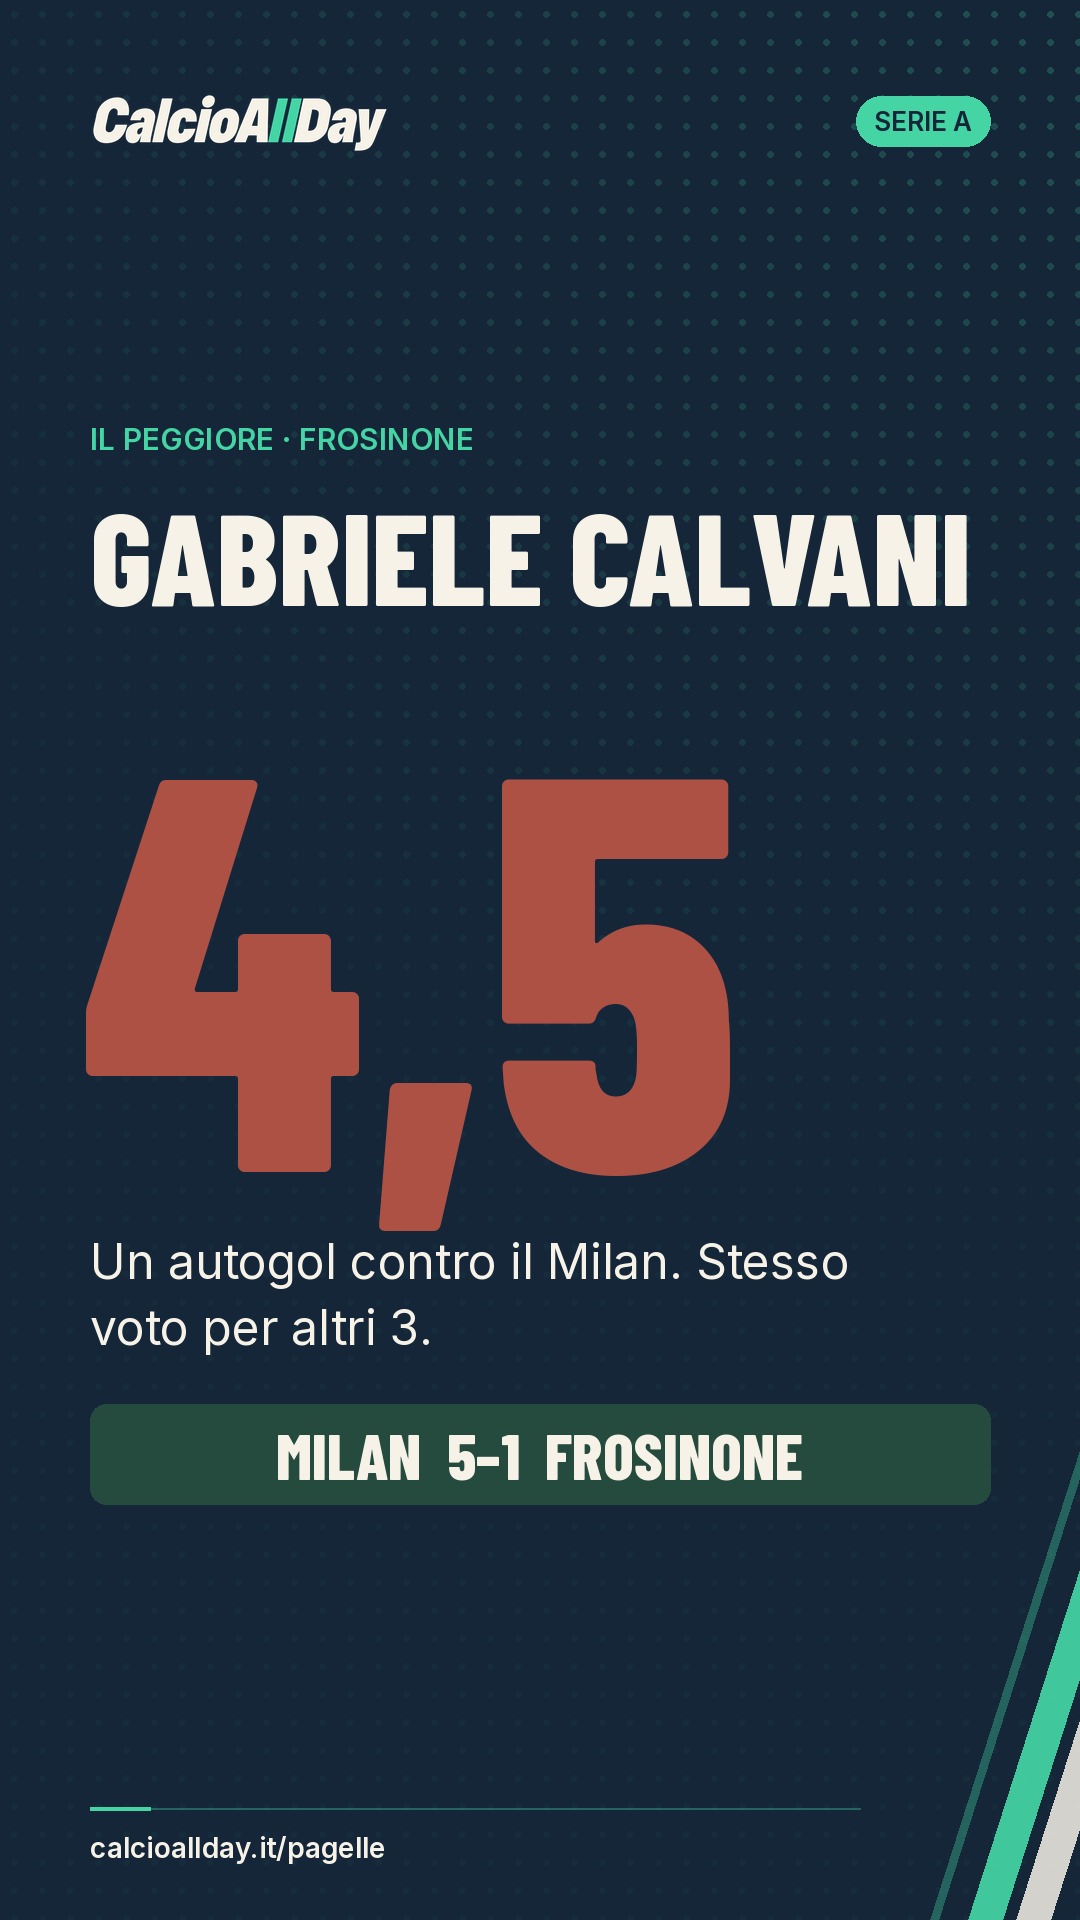 CalcioAllDay
SERIE A
IL PEGGIORE · FROSINONE
GABRIELE CALVANI
4,5
Un autogol contro il Milan. Stesso
voto per altri 3.
MILAN 5–1 FROSINONE
calcioallday.it/pagelle